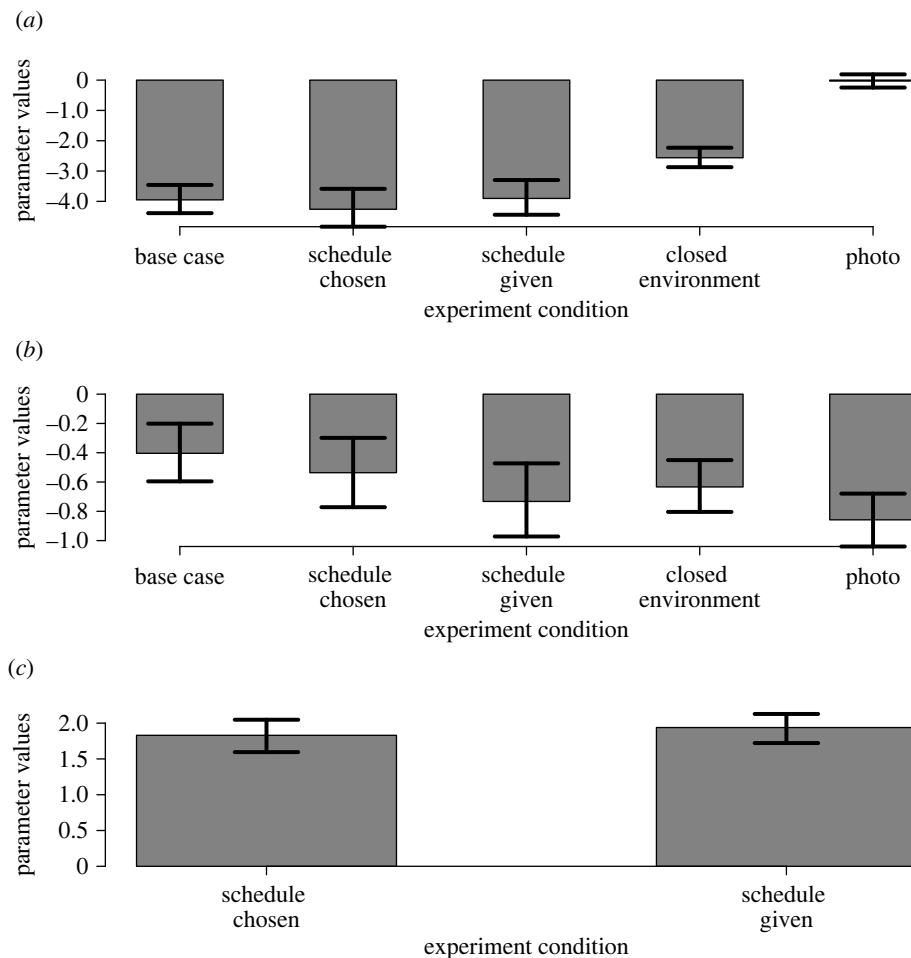 (a)
parameter values
0
–1.0
–2.0
–3.0
–4.0
base case
schedule chosen
schedule given
closed environment
photo
experiment condition
(b)
parameter values
0
–0.2
–0.4
–0.6
–0.8
–1.0
base case
schedule chosen
schedule given
closed environment
photo
experiment condition
(c)
parameter values
2.0
1.5
1.0
0.5
0
schedule chosen
schedule given
experiment condition